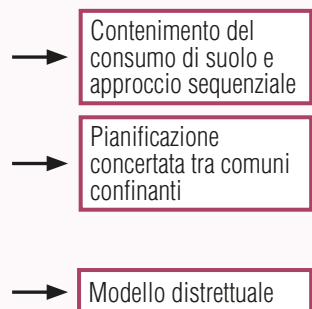 Contenimento del
consumo di suolo e
approccio sequenziale
Pianificazione
concertata tra comuni
confinanti
Modello distrettuale